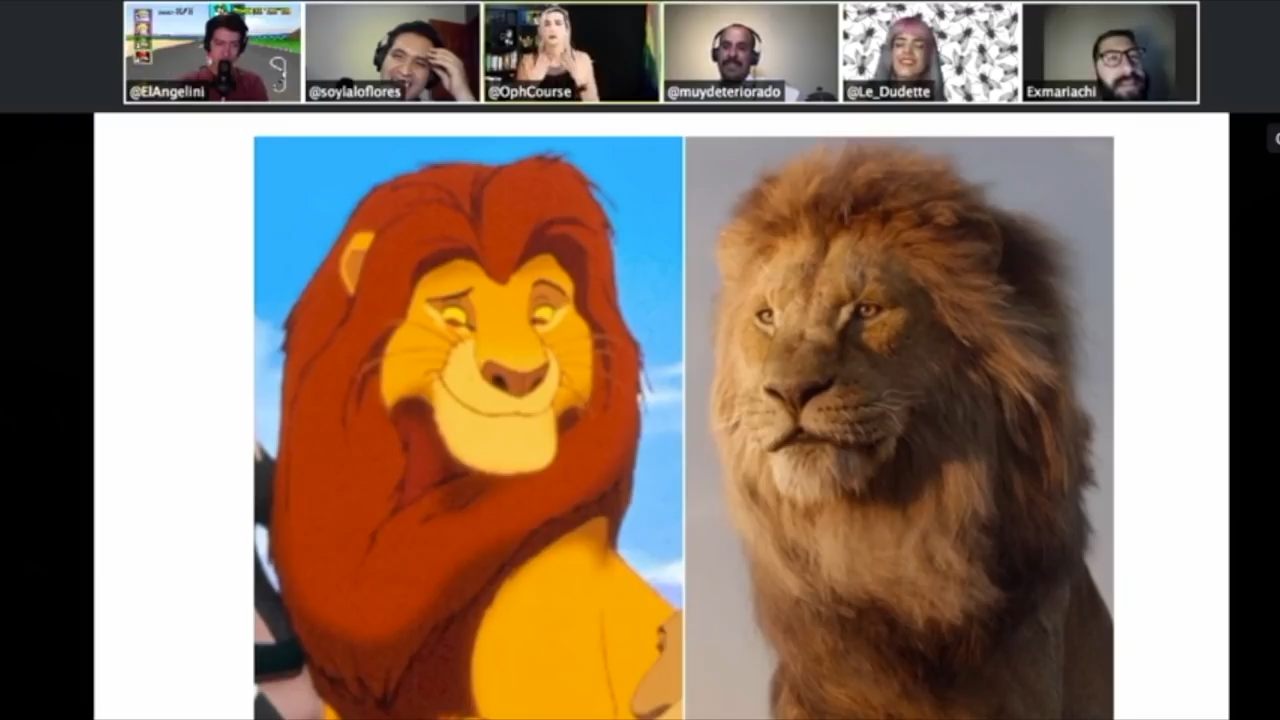 @ElAngelini
@soylaloflores
@OphCourse
@muydeteriorado
@Le_Dudette
Exmariachi